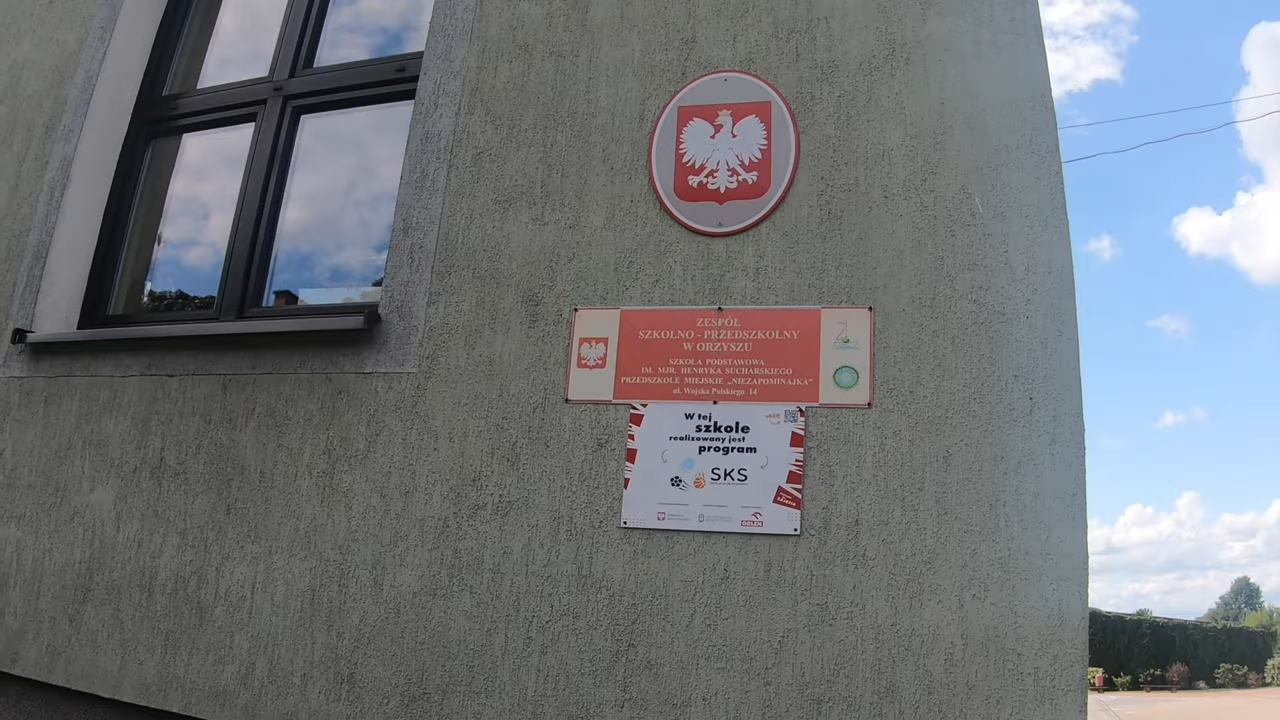 ZESPÓŁ
SZKOLNO - PRZEDSZKOLNY
W ORZYSZU
SZKOŁA PODSTAWOWA
IM. MJR. HENRYKA SUCHARSKIEGO
PRZEDSZKOLE MIEJSKIE „NIEZAPOMINAJKA"
ul. Wojska Polskiego 14
W tej
szkole
realizowany jest
program
SKS
ORLEN